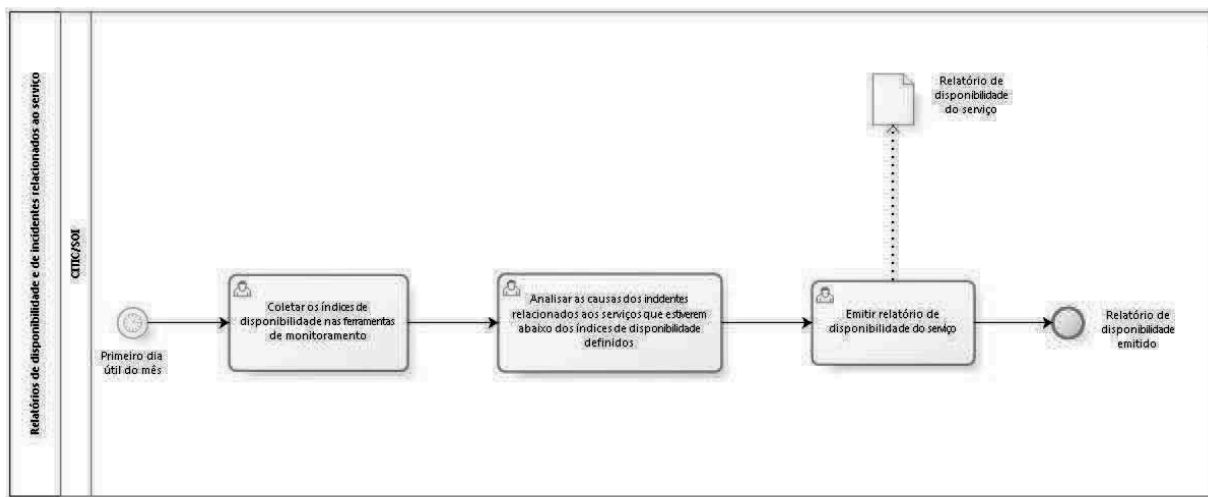 Relatórios de disponibilidade e de incidentes relacionados ao serviço
CITIC/SOI
Primeiro dia
útil do mês
Coletar os índices de
disponibilidade nas ferramentas
de monitoramento
Analisar as causas dos incidentes
relacionados aos serviços que estiverem
abaixo dos índices de disponibilidade
definidos
Emitir relatório de
disponibilidade do serviço
Relatório de
disponibilidade
do serviço
Relatório de
disponibilidade
emitido